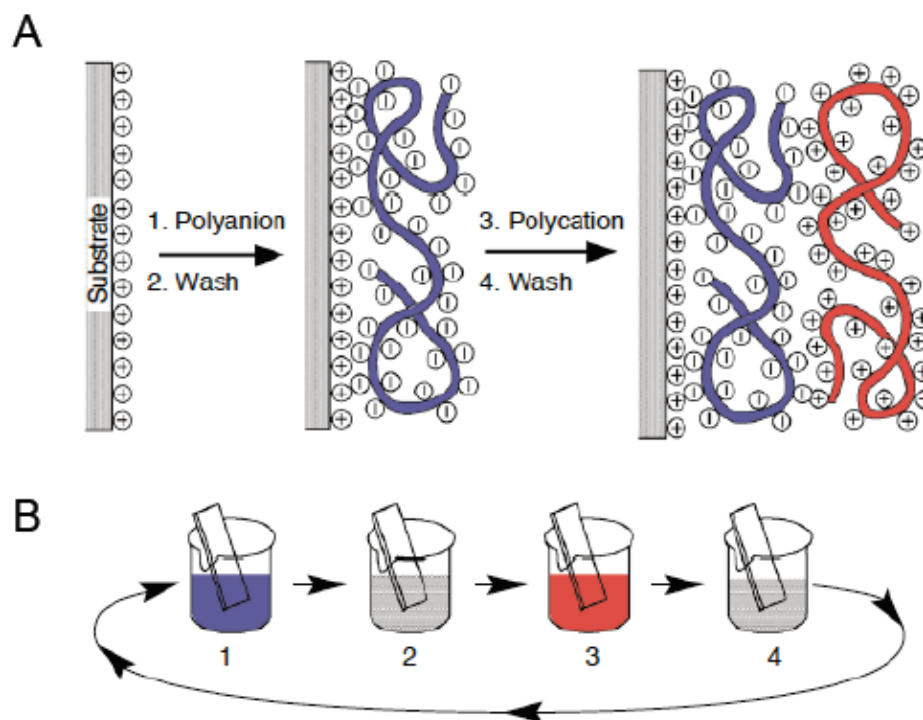 A
Substrate
1. Polyanion
2. Wash
3. Polycation
4. Wash
B
1
2
3
4